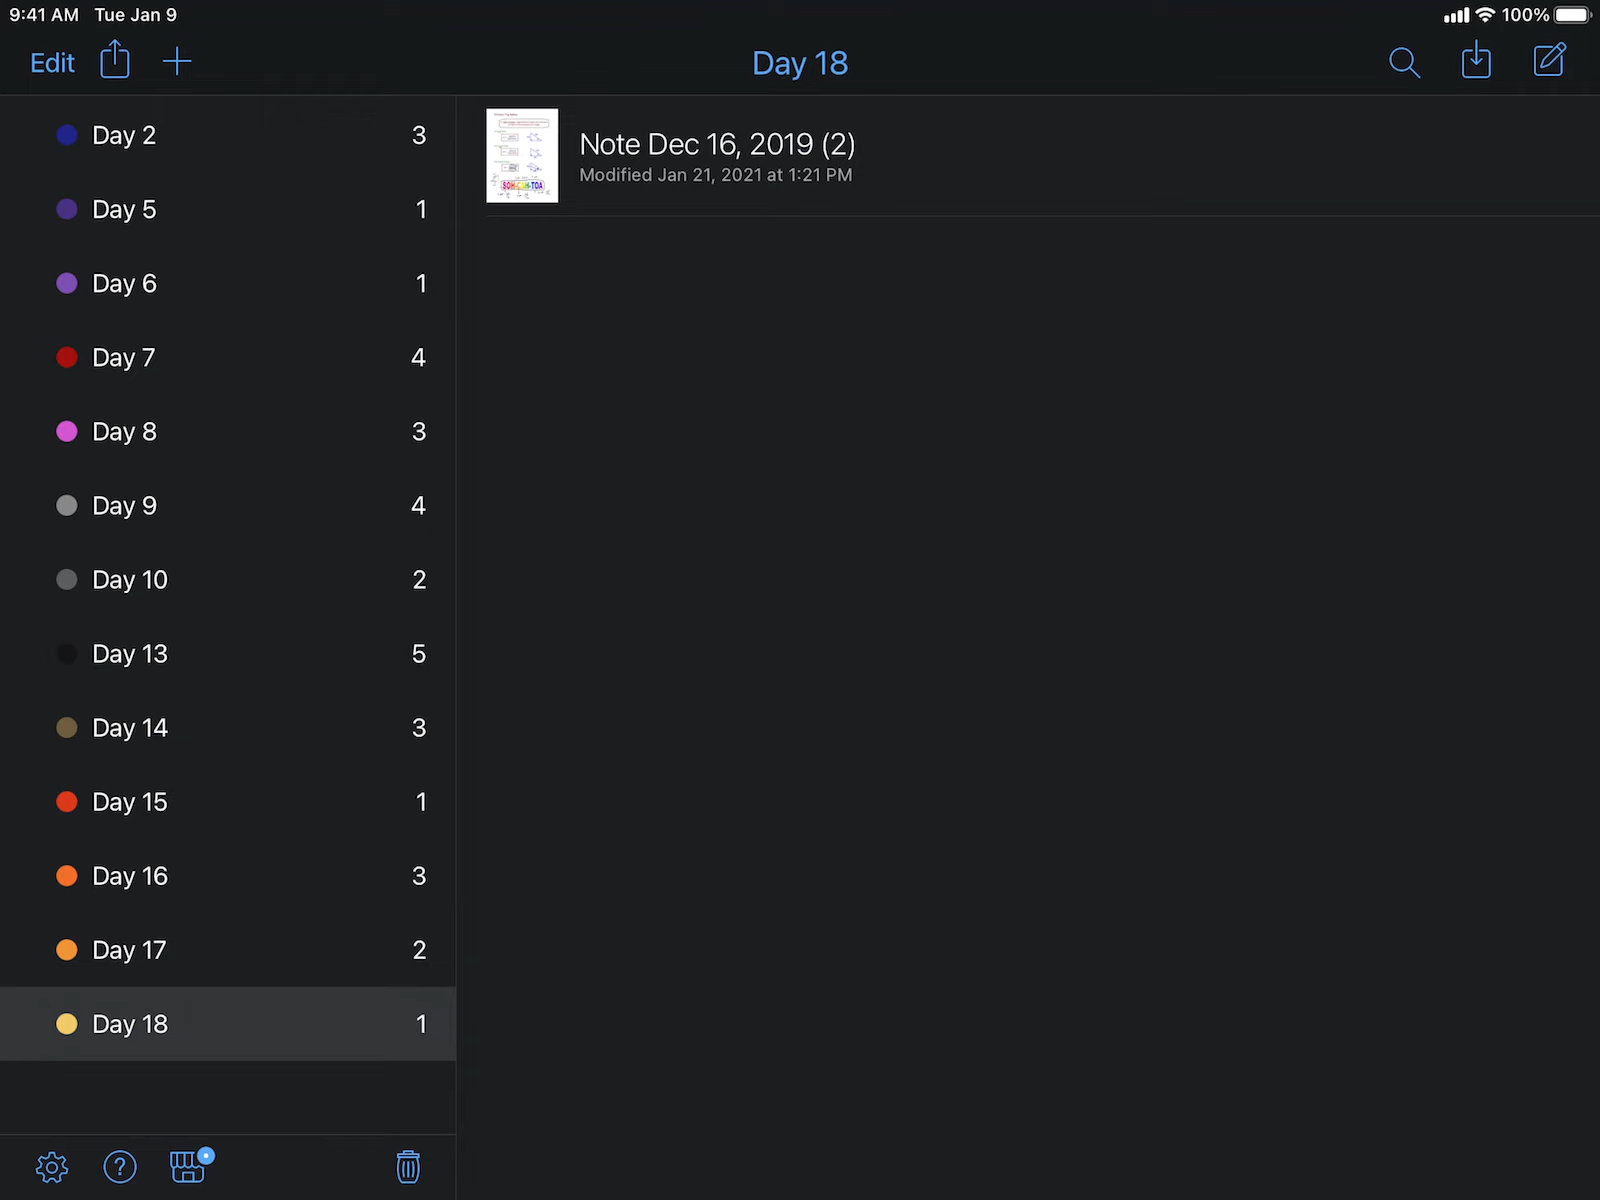 9:41 AM Tue Jan 9 100%
Edit Day 18
Day 2 3
Day 5 1
Day 6 1
Day 7 4
Day 8 3
Day 9 4
Day 10 2
Day 13 5
Day 14 3
Day 15 1
Day 16 3
Day 17 2
Day 18 1
Note Dec 16, 2019 (2)
Modified Jan 21, 2021 at 1:21 PM
SOH-CAH-TOA